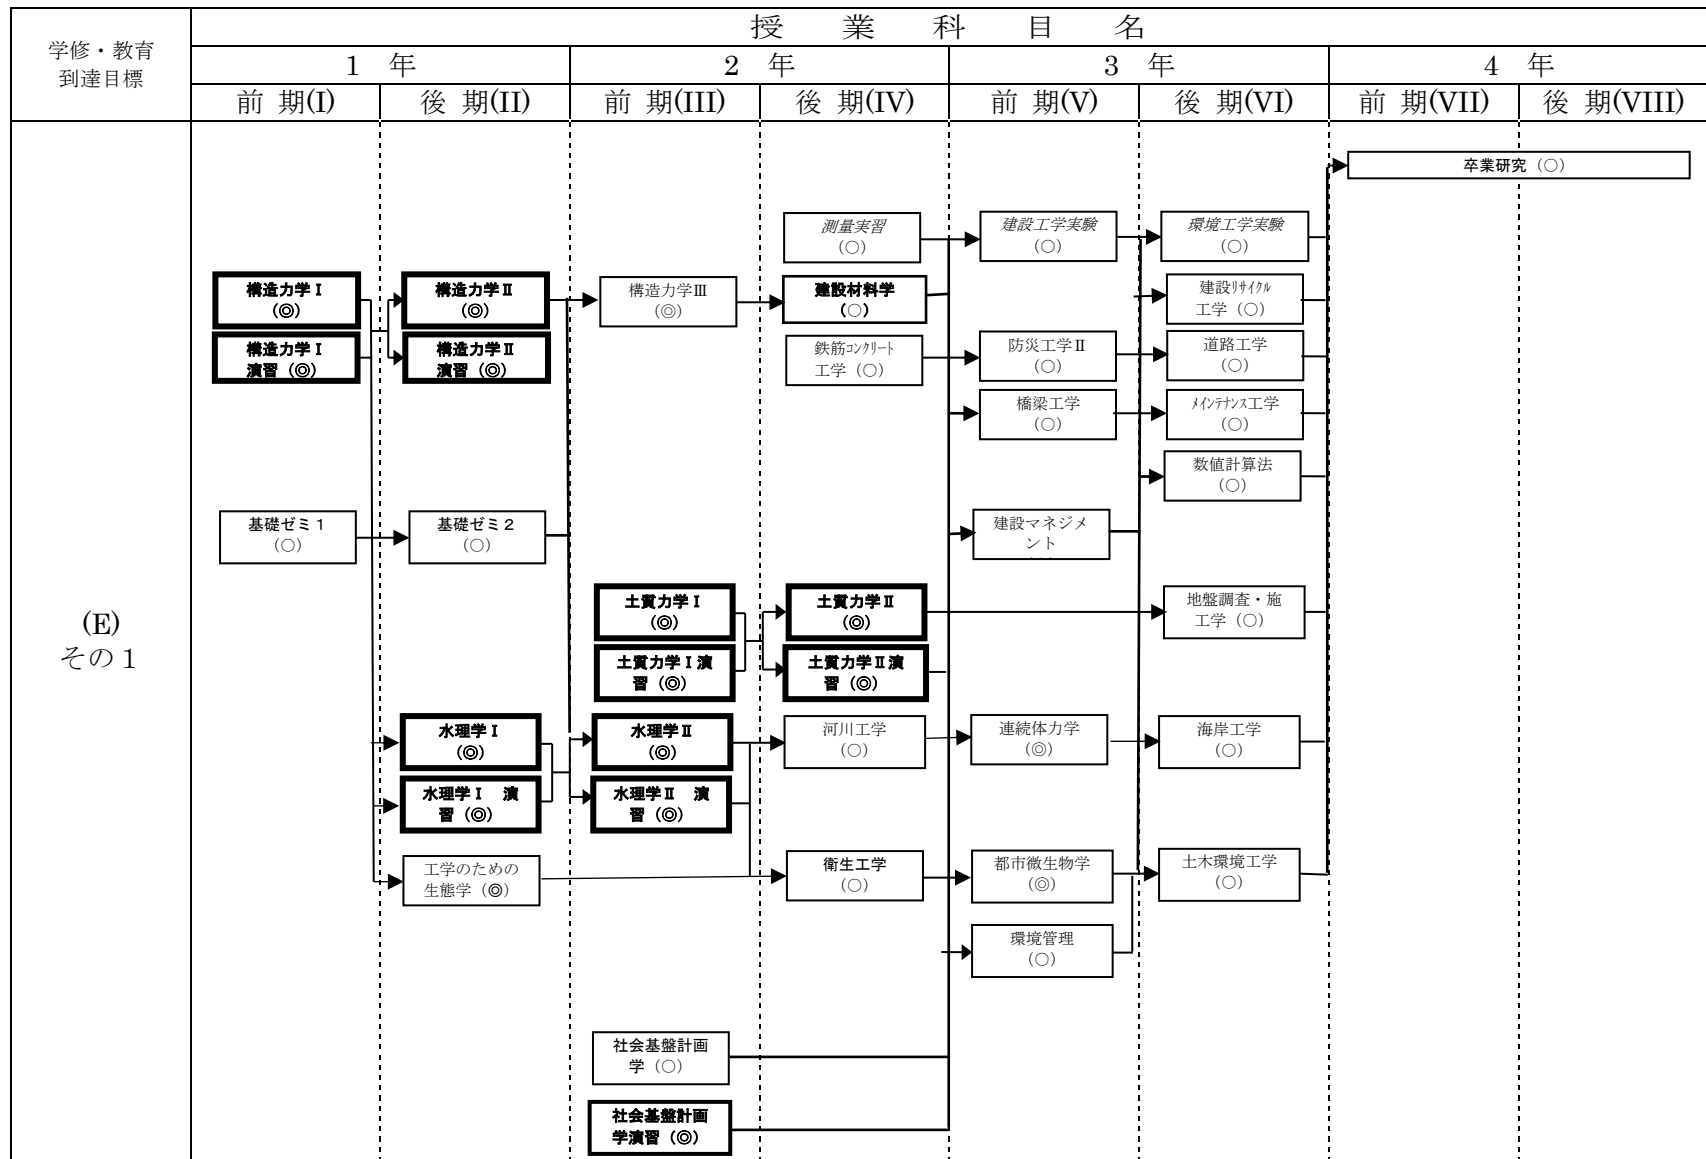 学修・教育
到達目標
授 業 科 目 名
1 年
2 年
3 年
4 年
前 期(I)
後 期(II)
前 期(III)
後 期(IV)
前 期(V)
後 期(VI)
前 期(VII)
後 期(VIII)
(E)
その1
卒業研究（○）
測量実習
（○）
建設工学実験
（○）
環境工学実験
（○）
構造力学Ⅰ
（◎）
構造力学Ⅱ
（◎）
構造力学Ⅲ
（◎）
建設材料学
（○）
建設ﾘｻｲｸﾙ
工学（○）
構造力学Ⅰ
演習（◎）
構造力学Ⅱ
演習（◎）
鉄筋ｺﾝｸﾘｰﾄ
工学（○）
防災工学Ⅱ
（○）
道路工学
（○）
橋梁工学
（○）
ﾒｲﾝﾃﾅﾝｽ工学
（○）
数値計算法
（○）
基礎ゼミ１
（○）
基礎ゼミ２
（○）
建設マネジメ
ント
土質力学Ⅰ
（◎）
土質力学Ⅱ
（◎）
地盤調査・施
工学（○）
土質力学Ⅰ演
習（◎）
土質力学Ⅱ演
習（◎）
水理学Ⅰ
（◎）
水理学Ⅱ
（◎）
河川工学
（○）
連続体力学
（◎）
海岸工学
（○）
水理学Ⅰ　演
習（◎）
水理学Ⅱ　演
習（◎）
工学のための
生態学（◎）
衛生工学
（○）
都市微生物学
（◎）
土木環境工学
（○）
環境管理
（○）
社会基盤計画
学（○）
社会基盤計画
学演習（◎）